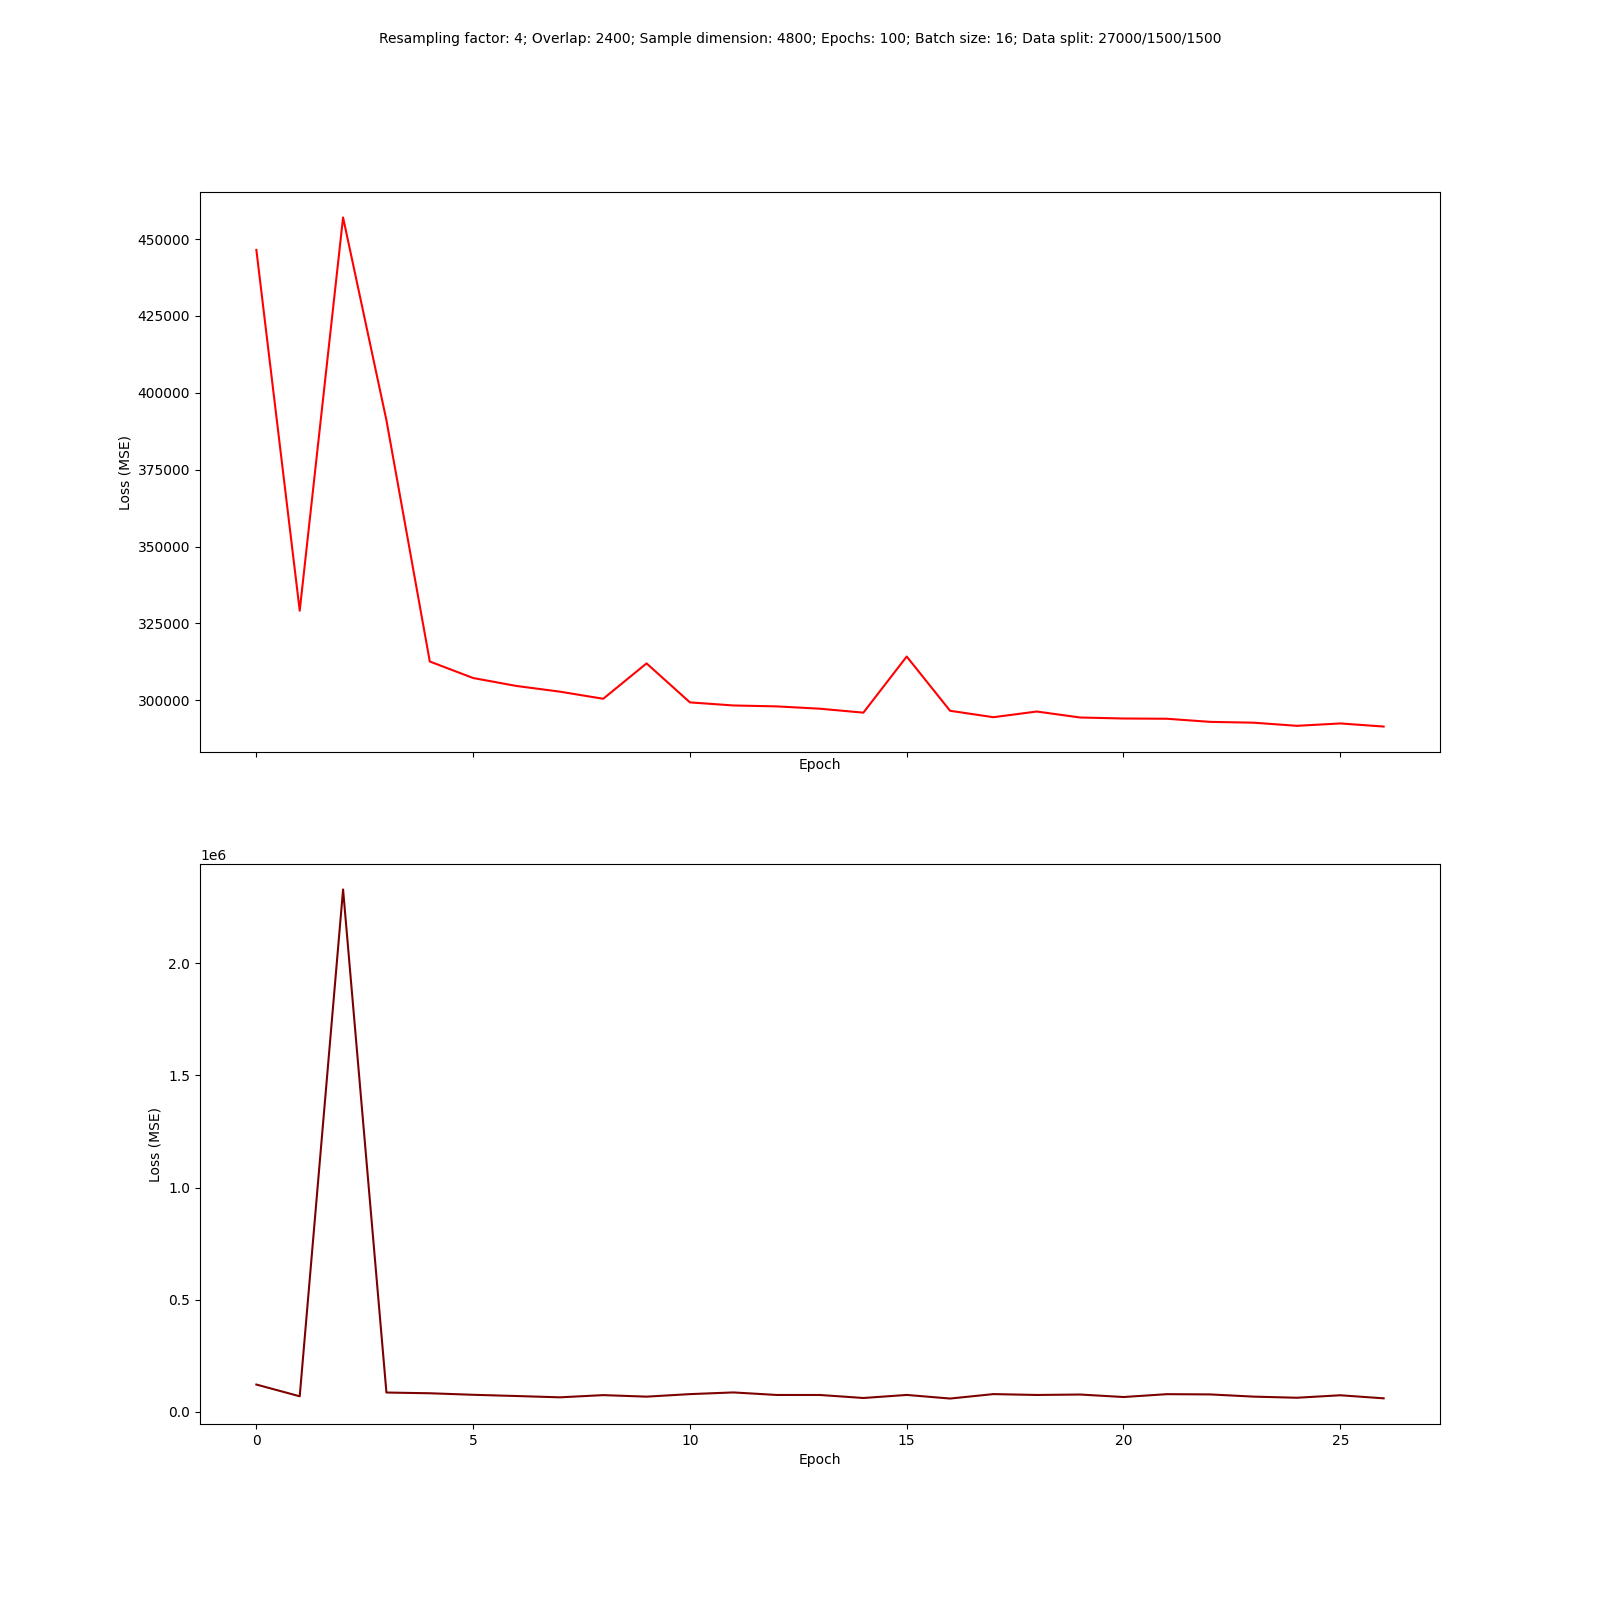 Resampling factor: 4; Overlap: 2400; Sample dimension: 4800; Epochs: 100; Batch size: 16; Data split: 27000/1500/1500
450000
425000
400000
375000
350000
325000
300000
Loss (MSE)
Epoch
1e6
2.0
1.5
1.0
0.5
0.0
Loss (MSE)
0 5 10 15 20 25
Epoch